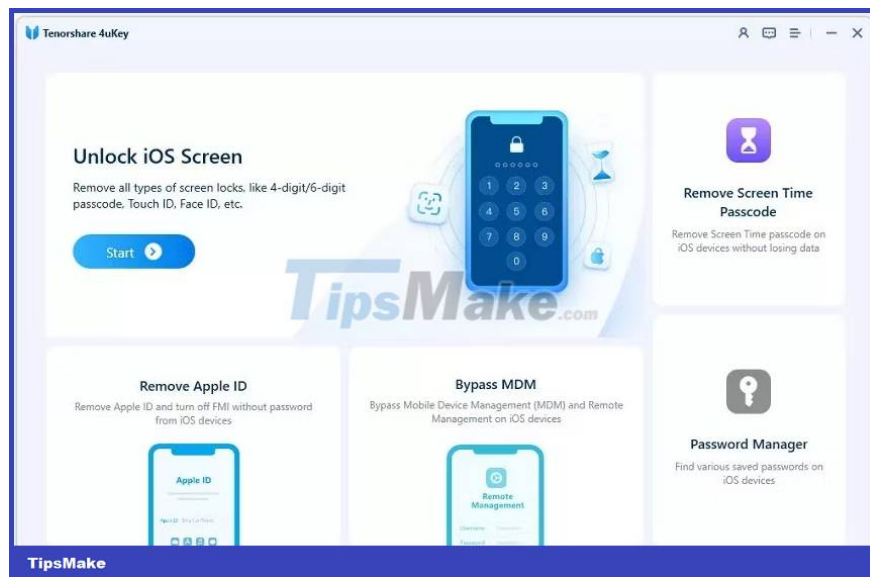 Tenorshare 4uKey
Unlock iOS Screen
Remove all types of screen locks, like 4-digit/6-digit
passcode, Touch ID, Face ID, etc.
Start
1 2 3
4 5 6
7 8 9
0
Remove Screen Time
Passcode
Remove Screen Time passcode on
iOS devices without losing data
TipsMake.com
Remove Apple ID
Remove Apple ID and turn off FMI without password
from iOS devices
Apple ID
Bypass MDM
Bypass Mobile Device Management (MDM) and Remote
Management on iOS devices
Remote
Management
Username
Password
Password Manager
Find various saved passwords on
iOS devices
TipsMake